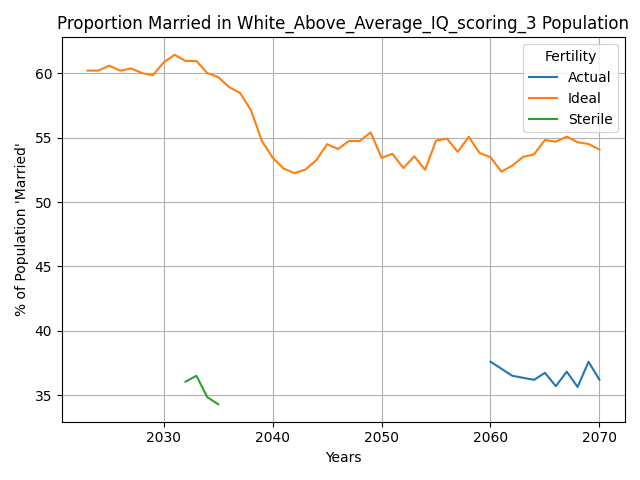 Proportion Married in White_Above_Average_IQ_scoring_3 Population
% of Population 'Married'
60
55
50
45
40
35
Fertility
Actual
Ideal
Sterile
2030
2040
2050
2060
2070
Years